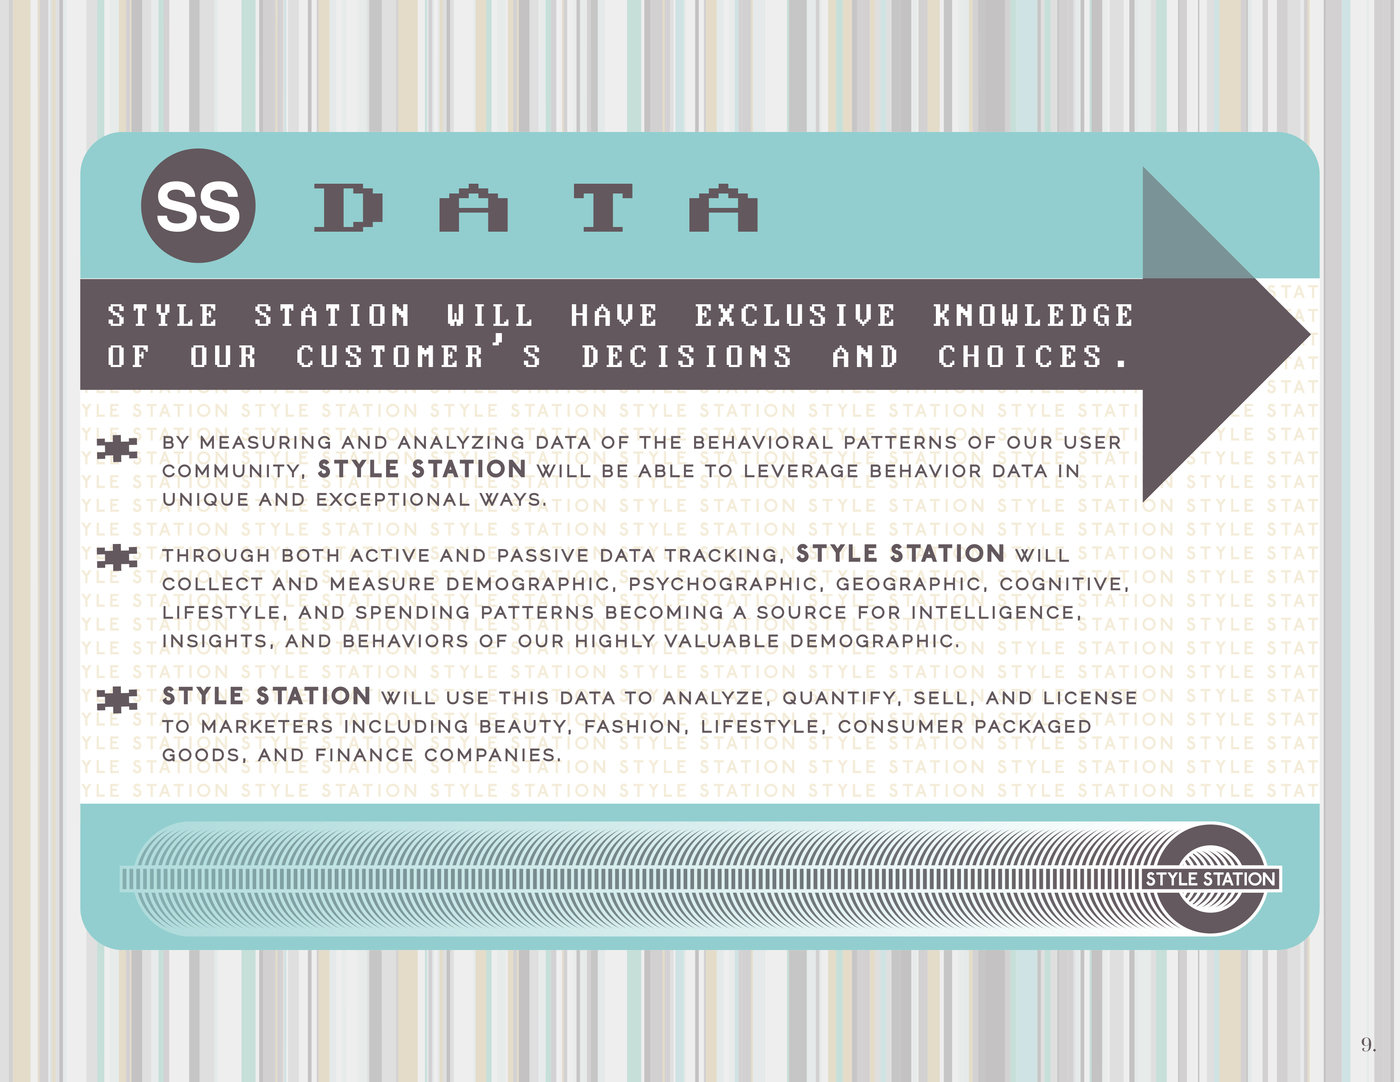 SS DATA
STYLE STATION WILL HAVE EXCLUSIVE KNOWLEDGE
OF OUR CUSTOMER'S DECISIONS AND CHOICES.
BY MEASURING AND ANALYZING DATA OF THE BEHAVIORAL PATTERNS OF OUR USER
COMMUNITY, STYLE STATION WILL BE ABLE TO LEVERAGE BEHAVIOR DATA IN
UNIQUE AND EXCEPTIONAL WAYS.
THROUGH BOTH ACTIVE AND PASSIVE DATA TRACKING, STYLE STATION WILL
COLLECT AND MEASURE DEMOGRAPHIC, PSYCHOGRAPHIC, GEOGRAPHIC, COGNITIVE,
LIFESTYLE, AND SPENDING PATTERNS BECOMING A SOURCE FOR INTELLIGENCE,
INSIGHTS, AND BEHAVIORS OF OUR HIGHLY VALUABLE DEMOGRAPHIC.
STYLE STATION WILL USE THIS DATA TO ANALYZE, QUANTIFY, SELL, AND LICENSE
TO MARKETERS INCLUDING BEAUTY, FASHION, LIFESTYLE, CONSUMER PACKAGED
GOODS, AND FINANCE COMPANIES.
STYLE STATION
9.